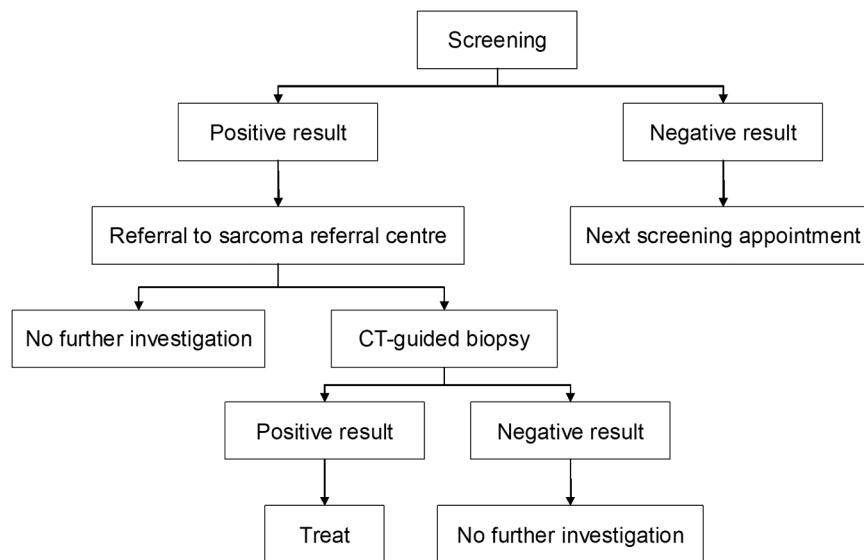 Screening
Positive result
Negative result
Referral to sarcoma referral centre
Next screening appointment
No further investigation
CT-guided biopsy
Positive result
Negative result
Treat
No further investigation